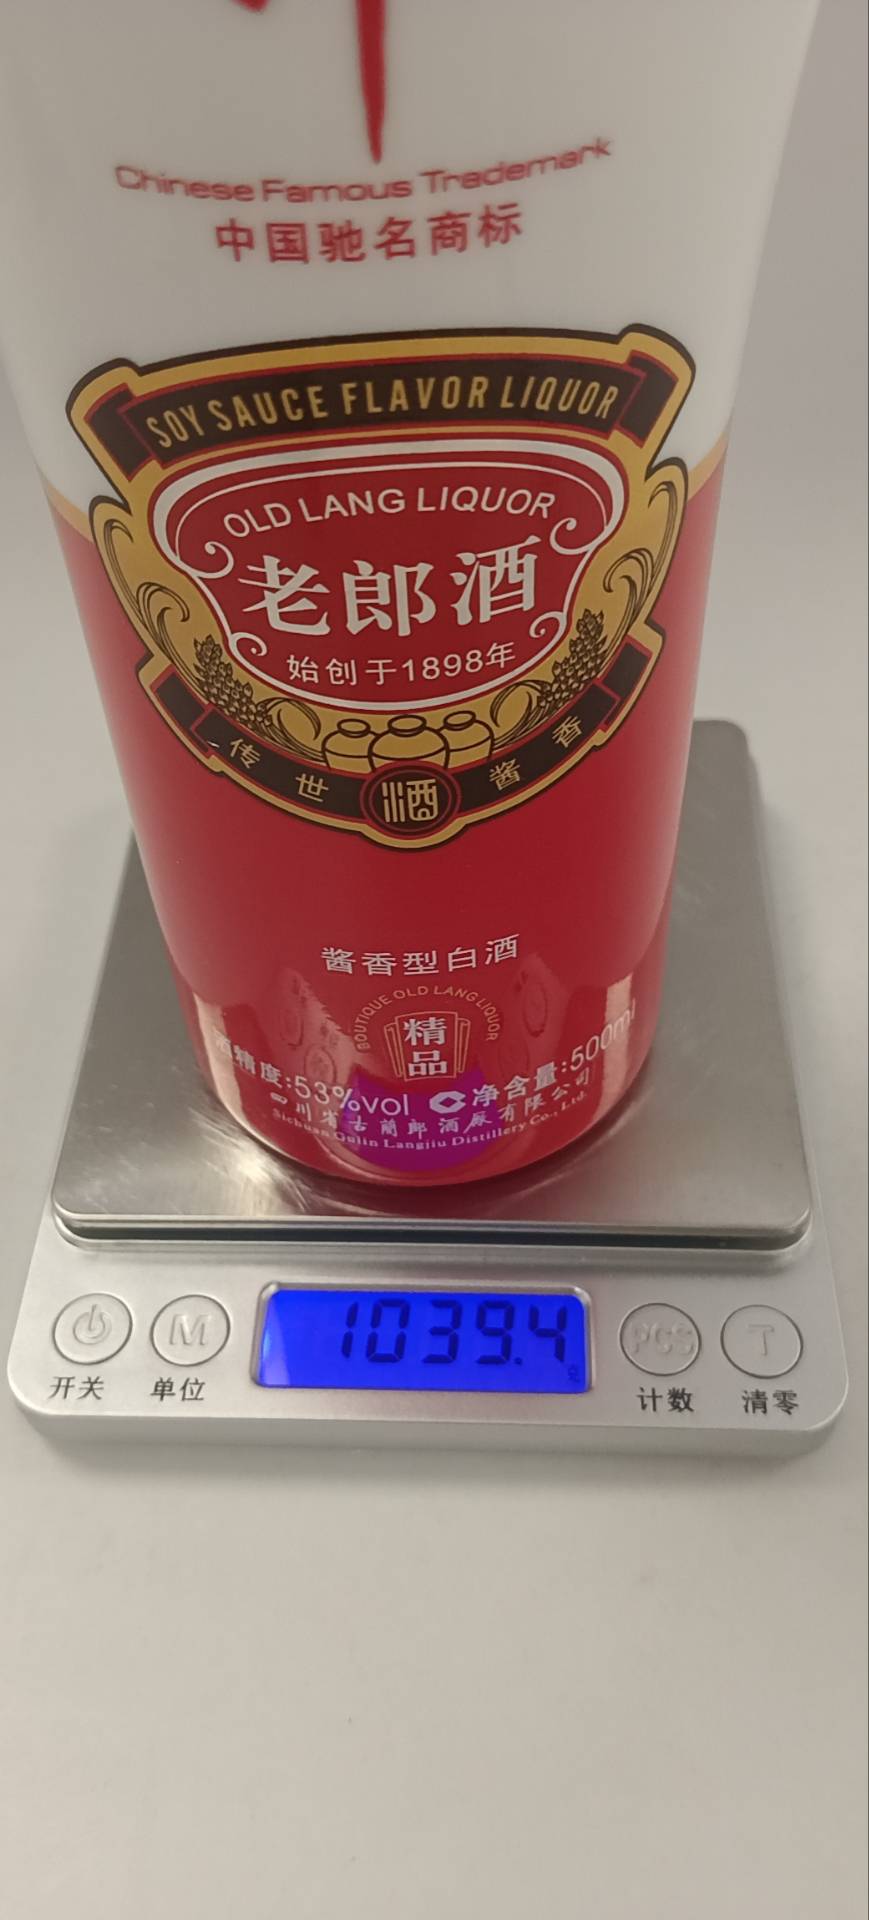 Chinese Famous Trademark
中国驰名商标
SOY SAUCE FLAVOR LIQUOR
OLD LANG LIQUOR
老郎酒
始创于1898年
传世 酒 酱香
酱香型白酒
BOUTIQUE OLD LANG LIQUOR
精品
酒精度:53%vol 净含量:500ml
四川省古蔺郎酒厂有限公司
Sichuan Gulin Langjiu Distillery Co., Ltd.
1039.4
M PCS T
开关 单位 计数 清零